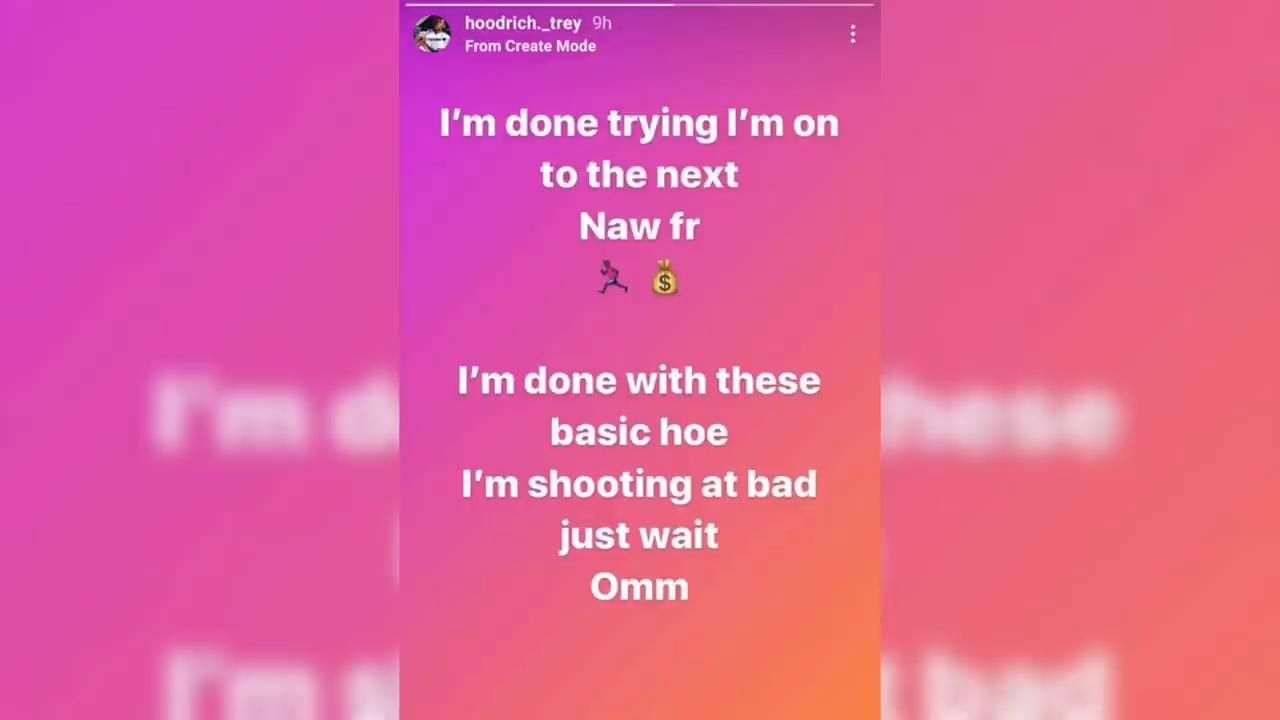 hoodrich._trey 9h
From Create Mode
I’m done trying I’m on
to the next
Naw fr
🏃🏿 💰
I’m done with these
basic hoe
I’m shooting at bad
just wait
Omm